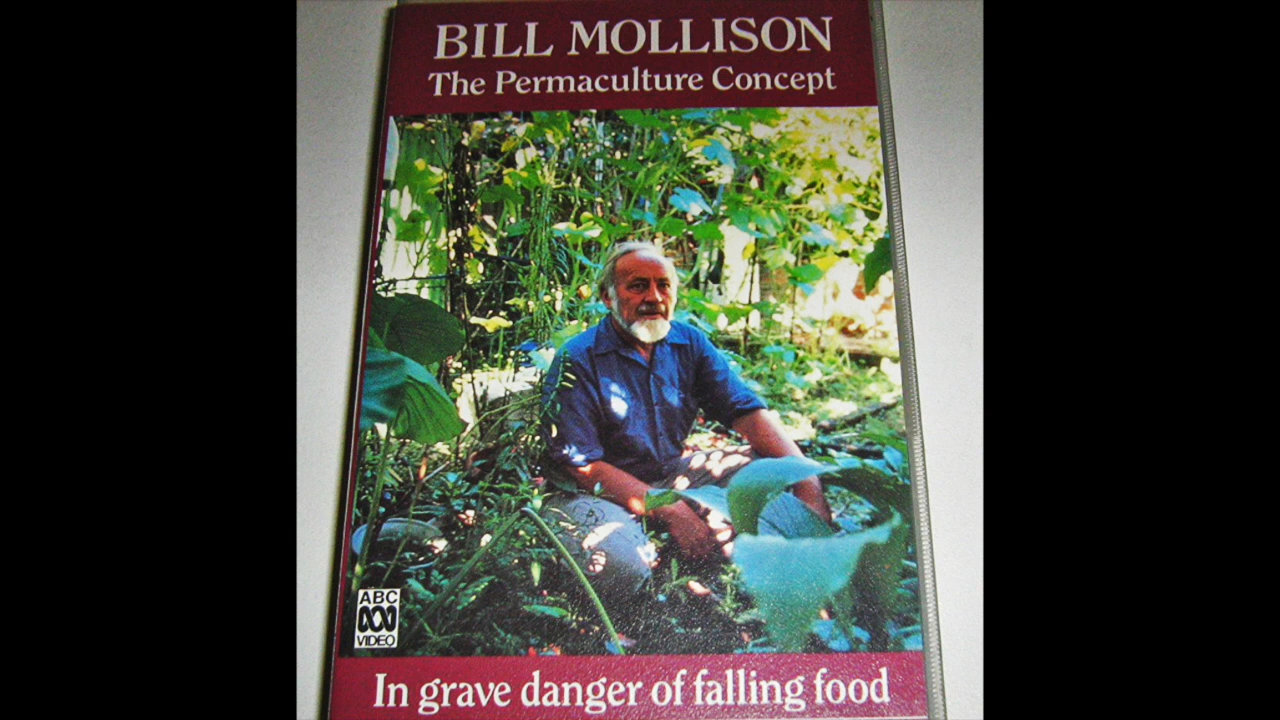 BILL MOLLISON
The Permaculture Concept
ABC
VIDEO
In grave danger of falling food